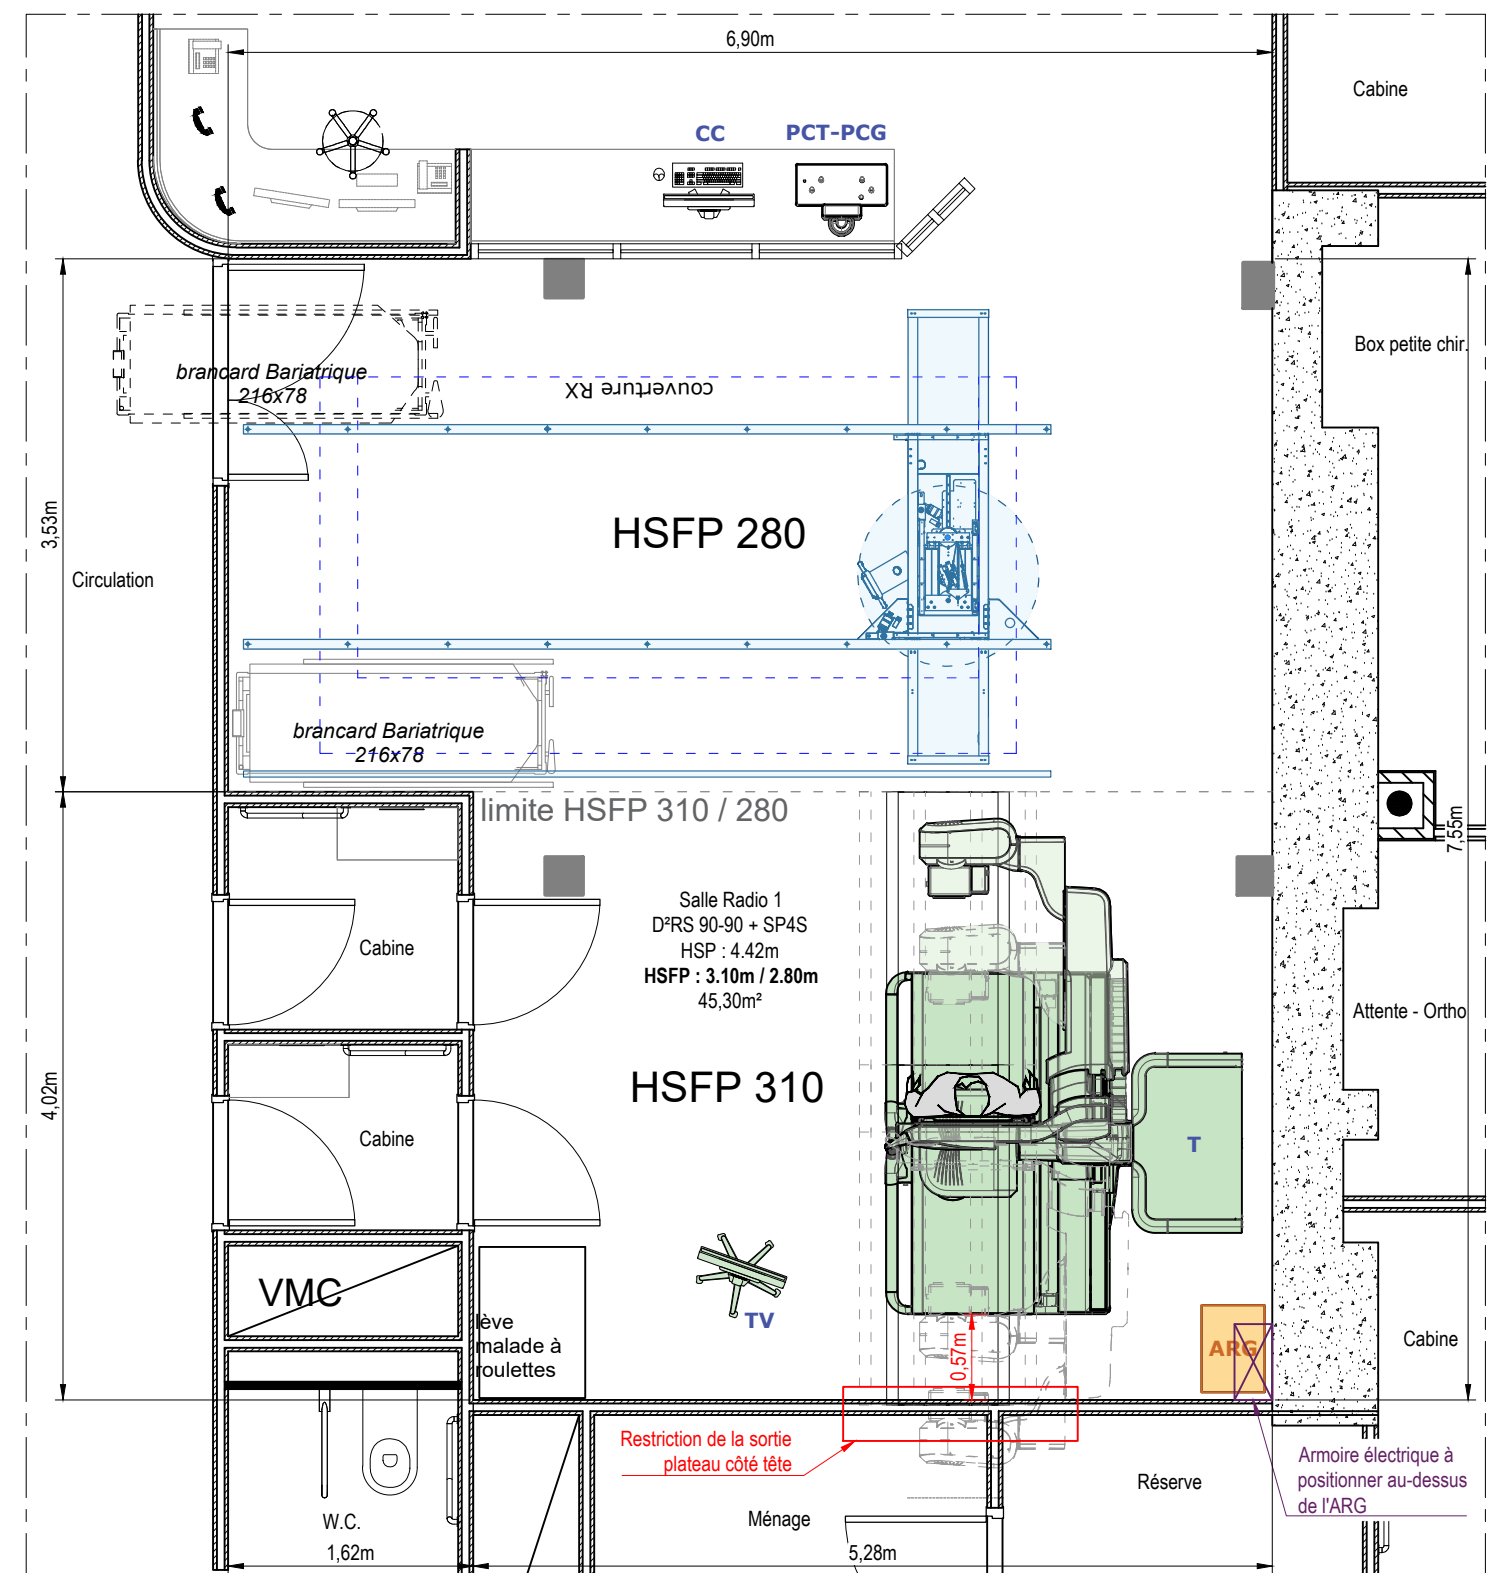 6,90m
Cabine
CC
PCT-PCG
Box petite chir.
brancard Bariatrique
216x78
couverture RX
3,53m
HSFP 280
Circulation
brancard Bariatrique
216x78
limite HSFP 310 / 280
7,55m
Salle Radio 1
D²RS 90-90 + SP4S
HSP : 4.42m
HSFP : 3.10m / 2.80m
45,30m²
Cabine
Attente - Ortho
4,02m
HSFP 310
Cabine
T
VMC
TV
lève
malade à
roulettes
0,57m
ARG
Cabine
Restriction de la sortie
plateau côté tête
Armoire électrique à
positionner au-dessus
de l'ARG
Réserve
Ménage
W.C.
1,62m
5,28m